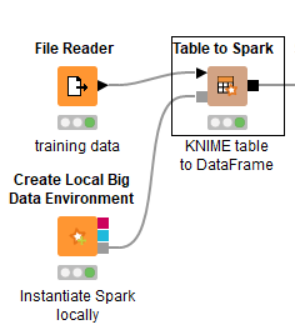 File Reader
Table to Spark
training data
KNIME table
to DataFrame
Create Local Big
Data Environment
Instantiate Spark
locally